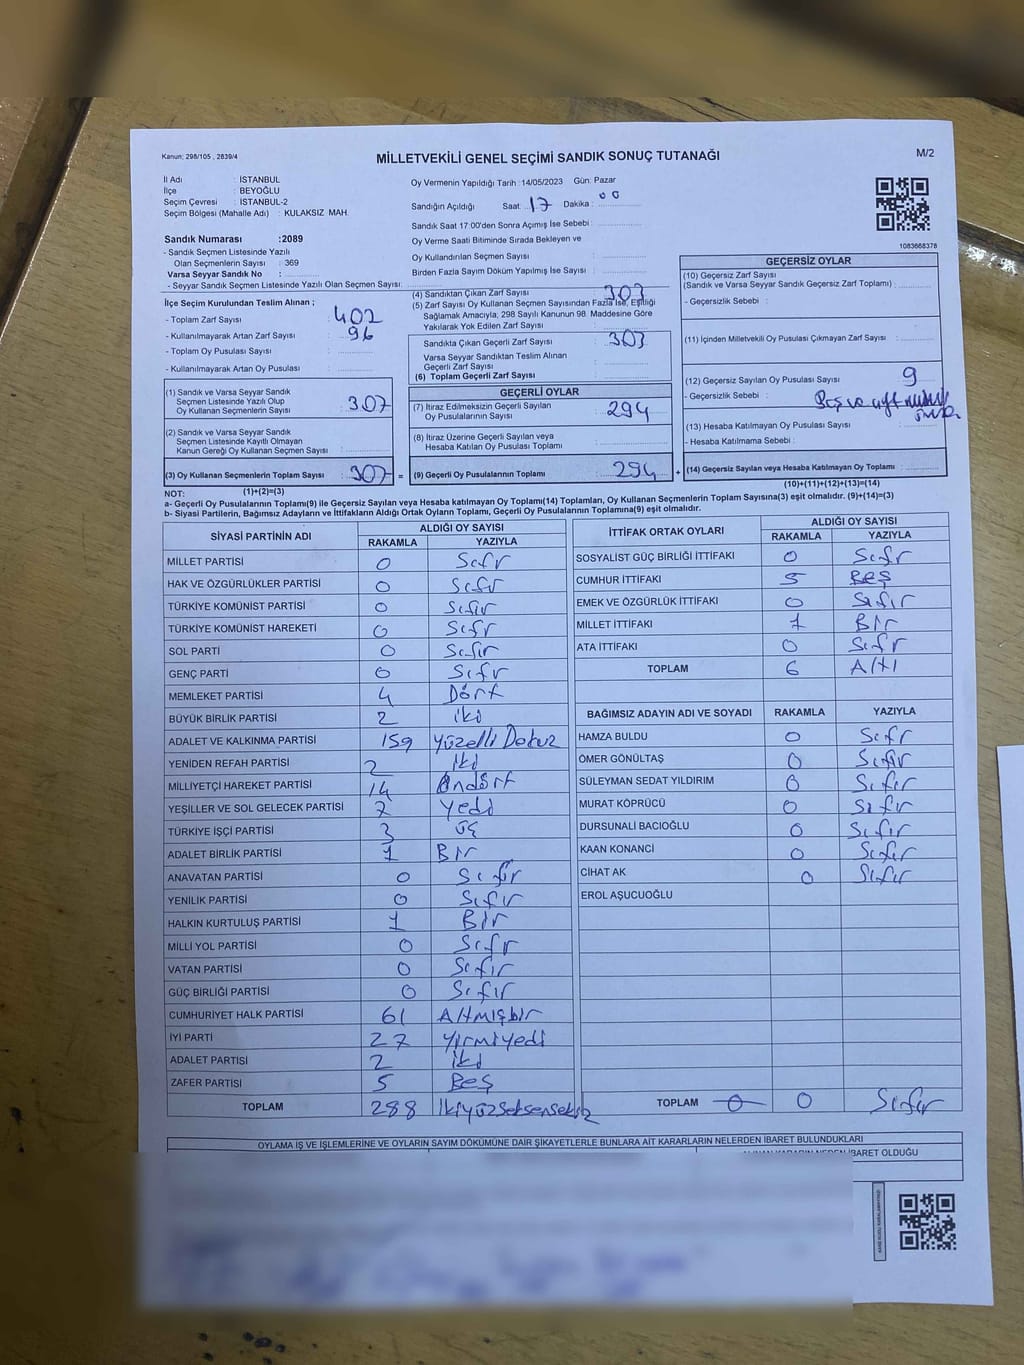 Kanun; 298/105 , 2839/4
MİLLETVEKİLİ GENEL SEÇİMİ SANDIK SONUÇ TUTANAĞI
M/2
İl Adı : İSTANBUL
İlçe : BEYOĞLU
Seçim Çevresi : İSTANBUL-2
Seçim Bölgesi (Mahalle Adı) : KULAKSIZ MAH.
Oy Vermenin Yapıldığı Tarih :14/05/2023 Gün: Pazar
Sandığın Açıldığı Saat: 17 Dakika : 00
Sandık Saat 17:00'den Sonra Açımış İse Sebebi :
Oy Verme Saati Bitiminde Sırada Bekleyen ve
Oy Kullandırılan Seçmen Sayısı :
Birden Fazla Sayım Döküm Yapılmış İse Sayısı :
1083668378
Sandık Numarası :2089
- Sandık Seçmen Listesinde Yazılı
Olan Seçmenlerin Sayısı : 369
Varsa Seyyar Sandık No :
- Seyyar Sandık Seçmen Listesinde Yazılı Olan Seçmen Sayısı:
İlçe Seçim Kurulundan Teslim Alınan ;
- Toplam Zarf Sayısı : 402
- Kullanılmayarak Artan Zarf Sayısı : 96
- Toplam Oy Pusulası Sayısı :
- Kullanılmayarak Artan Oy Pusulası :
(1) Sandık ve Varsa Seyyar Sandık
Seçmen Listesinde Yazılı Olup
Oy Kullanan Seçmenlerin Sayısı : 307
(2) Sandık ve Varsa Seyyar Sandık
Seçmen Listesinde Kayıtlı Olmayan
Kanun Gereği Oy Kullanan Seçmen Sayısı :
(3) Oy Kullanan Seçmenlerin Toplam Sayısı : 307 =
(1)+(2)=(3)
(4) Sandıktan Çıkan Zarf Sayısı : 303
(5) Zarf Sayısı Oy Kullanan Seçmen Sayısından Fazla İse, Eşitliği
Sağlamak Amacıyla, 298 Sayılı Kanunun 98. Maddesine Göre
Yakılarak Yok Edilen Zarf Sayısı :
Sandıkta Çıkan Geçerli Zarf Sayısı : 303
Varsa Seyyar Sandıktan Teslim Alınan
Geçerli Zarf Sayısı :
(6) Toplam Geçerli Zarf Sayısı :
GEÇERLİ OYLAR
(7) İtiraz Edilmeksizin Geçerli Sayılan
Oy Pusulalarının Sayısı : 294
(8) İtiraz Üzerine Geçerli Sayılan veya
Hesaba Katılan Oy Pusulası Toplamı :
(9) Geçerli Oy Pusulalarının Toplamı : 294 +
GEÇERSİZ OYLAR
(10) Geçersiz Zarf Sayısı
(Sandık ve Varsa Seyyar Sandık Geçersiz Zarf Toplamı) :
- Geçersizlik Sebebi :
(11) İçinden Milletvekili Oy Pusulası Çıkmayan Zarf Sayısı :
(12) Geçersiz Sayılan Oy Pusulası Sayısı : 9
- Geçersizlik Sebebi :
(13) Hesaba Katılmayan Oy Pusulası Sayısı :
- Hesaba Katılmama Sebebi :
(14) Geçersiz Sayılan veya Hesaba Katılmayan Oy Toplamı :
(10)+(11)+(12)+(13)=(14)
NOT:
a- Geçerli Oy Pusulalarının Toplamı(9) ile Geçersiz Sayılan veya Hesaba katılmayan Oy Toplamı(14) Toplamları, Oy Kullanan Seçmenlerin Toplam Sayısına(3) eşit olmalıdır. (9)+(14)=(3)
b- Siyasi Partilerin, Bağımsız Adayların ve İttifakların Aldığı Ortak Oyların Toplamı, Geçerli Oy Pusulalarının Toplamına(9) eşit olmalıdır.
SİYASİ PARTİNİN ADI ALDIĞI OY SAYISI
RAKAMLA YAZIYLA
MİLLET PARTİSİ 0 Sıfır
HAK VE ÖZGÜRLÜKLER PARTİSİ 0 Sıfır
TÜRKİYE KOMÜNİST PARTİSİ 0 Sıfır
TÜRKİYE KOMÜNİST HAREKETİ 0 Sıfır
SOL PARTİ 0 Sıfır
GENÇ PARTİ 0 Sıfır
MEMLEKET PARTİSİ 4 Dört
BÜYÜK BİRLİK PARTİSİ 2 iki
ADALET VE KALKINMA PARTİSİ 159 Yüzelli Dokuz
YENİDEN REFAH PARTİSİ 2 iki
MİLLİYETÇİ HAREKET PARTİSİ 14 Ondört
YEŞİLLER VE SOL GELECEK PARTİSİ 7 Yedi
TÜRKİYE İŞÇİ PARTİSİ 3 üç
ADALET BİRLİK PARTİSİ 1 Bir
ANAVATAN PARTİSİ 0 Sıfır
YENİLİK PARTİSİ 0 Sıfır
HALKIN KURTULUŞ PARTİSİ 1 Bir
MİLLİ YOL PARTİSİ 0 Sıfır
VATAN PARTİSİ 0 Sıfır
GÜÇ BİRLİĞİ PARTİSİ 0 Sıfır
CUMHURİYET HALK PARTİSİ 61 Altmışbir
İYİ PARTİ 27 Yirmiyedi
ADALET PARTİSİ 2 iki
ZAFER PARTİSİ 5 Beş
TOPLAM 288 İkiyüzseksensekiz
İTTİFAK ORTAK OYLARI ALDIĞI OY SAYISI
RAKAMLA YAZIYLA
SOSYALİST GÜÇ BİRLİĞİ İTTİFAKI 0 Sıfır
CUMHUR İTTİFAKI 5 Beş
EMEK VE ÖZGÜRLÜK İTTİFAKI 0 Sıfır
MİLLET İTTİFAKI 1 Bir
ATA İTTİFAKI 0 Sıfır
TOPLAM 6 Altı
BAĞIMSIZ ADAYIN ADI VE SOYADI RAKAMLA YAZIYLA
HAMZA BULDU 0 Sıfır
ÖMER GÖNÜLTAŞ 0 Sıfır
SÜLEYMAN SEDAT YILDIRIM 0 Sıfır
MURAT KÖPRÜCÜ 0 Sıfır
DURSUNALİ BACIOĞLU 0 Sıfır
KAAN KONANCİ 0 Sıfır
CİHAT AK 0 Sıfır
EROL AŞUCUOĞLU
TOPLAM 0 0 Sıfır
OYLAMA İŞ VE İŞLEMLERİNE VE OYLARIN SAYIM DÖKÜMÜNE DAİR ŞİKAYETLERLE BUNLARA AİT KARARLARIN NELERDEN İBARET BULUNDUKLARI
İBARET OLDUĞU